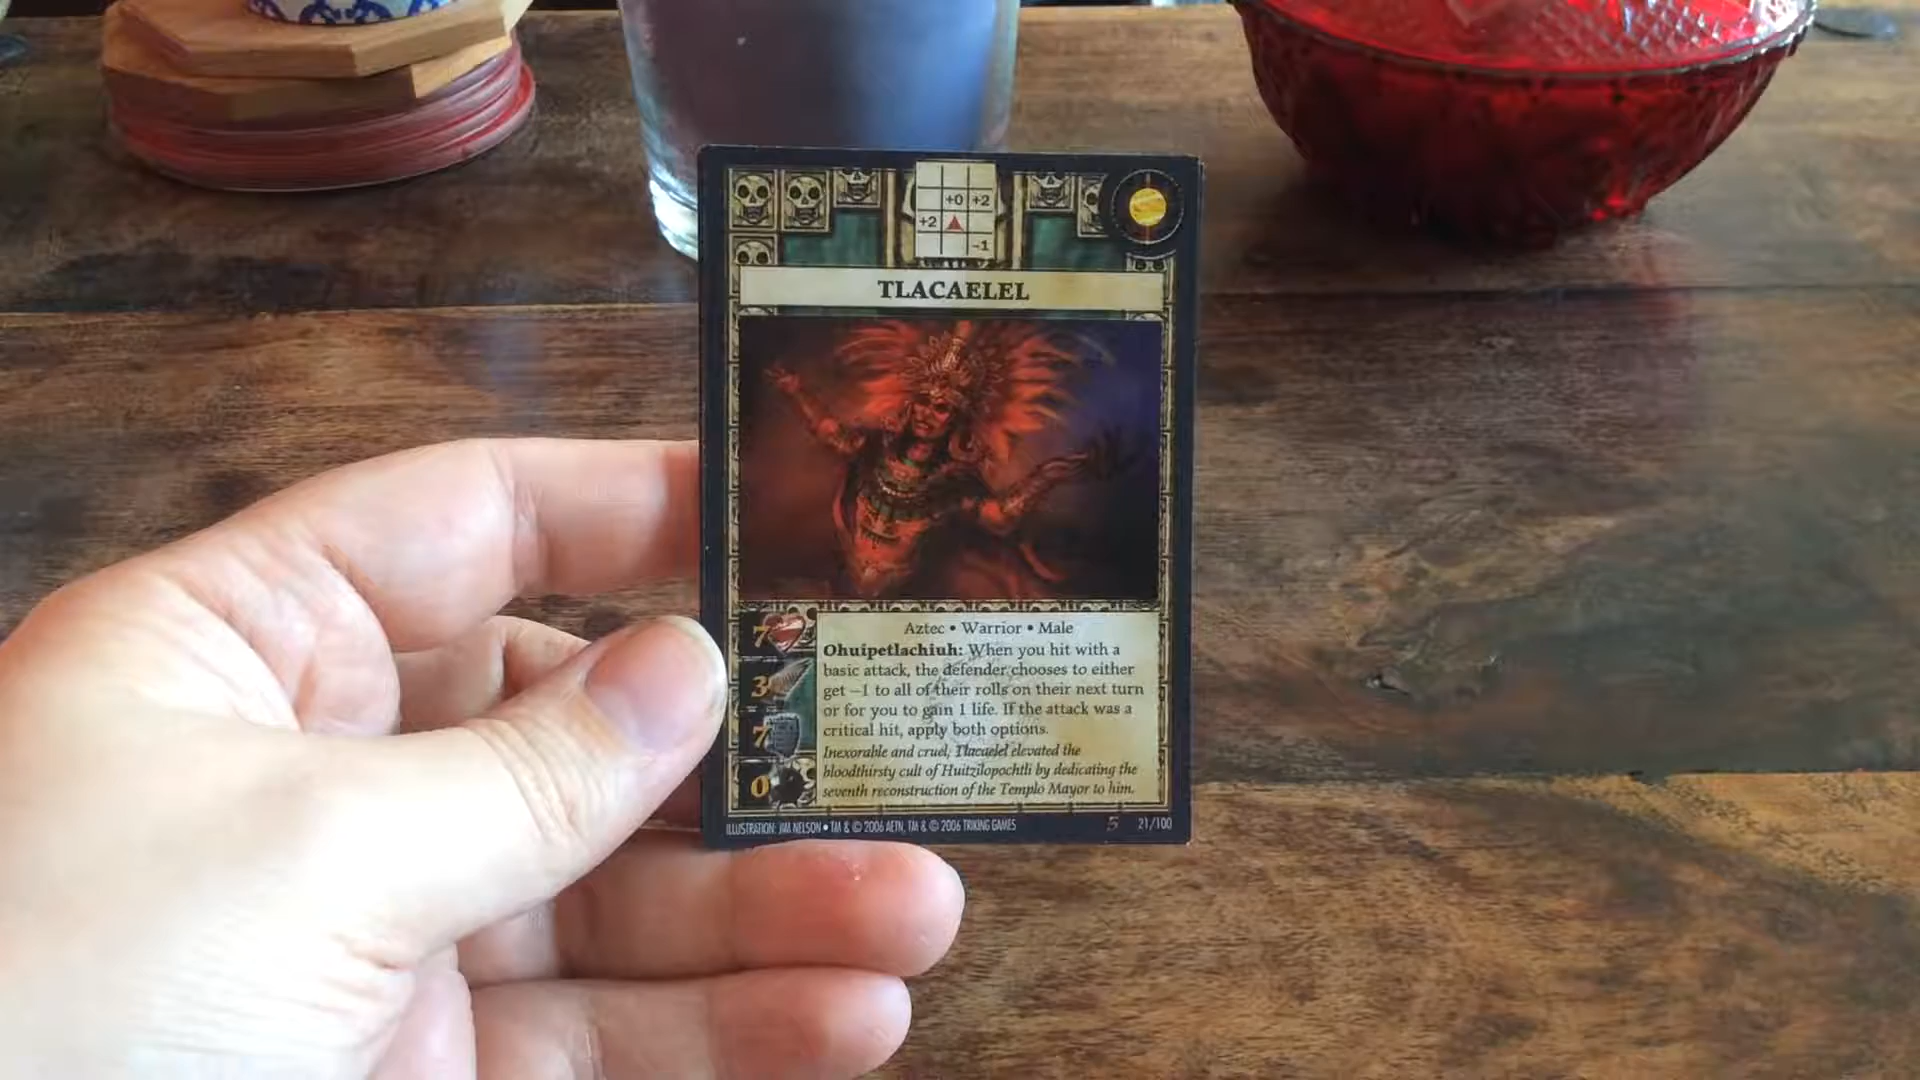 +0 +2
+2
-1
TLACAELEL
7
Aztec • Warrior • Male
Ohuipetlachiuh: When you hit with a
basic attack, the defender chooses to either
3
get −1 to all of their rolls on their next turn
or for you to gain 1 life. If the attack was a
7
critical hit, apply both options.
Inexorable and cruel, Tlacaelel elevated the
bloodthirsty cult of Huitzilopochtli by dedicating the
0
seventh reconstruction of the Templo Mayor to him.
ILLUSTRATION: JIM NELSON • TM & © 2006 AETN, TM & © 2006 TRIKING GAMES 5 21/100